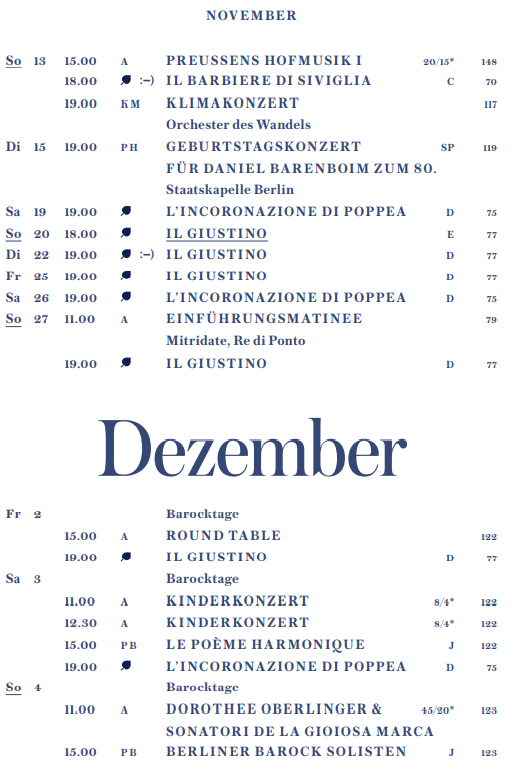 NOVEMBER
So 13 15.00 A PREUSSENS HOFMUSIK I 20/15* 148
18.00 :–) IL BARBIERE DI SIVIGLIA C 70
19.00 KM KLIMAKONZERT 117
Orchester des Wandels
Di 15 19.00 PH GEBURTSTAGSKONZERT SP 119
FÜR DANIEL BARENBOIM ZUM 80.
Staatskapelle Berlin
Sa 19 19.00 L'INCORONAZIONE DI POPPEA D 75
So 20 18.00 IL GIUSTINO E 77
Di 22 19.00 :–) IL GIUSTINO D 77
Fr 25 19.00 IL GIUSTINO D 77
Sa 26 19.00 L'INCORONAZIONE DI POPPEA D 75
So 27 11.00 A EINFÜHRUNGSMATINEE 79
Mitridate, Re di Ponto
19.00 IL GIUSTINO D 77
Dezember
Fr 2 Barocktage
15.00 A ROUND TABLE 122
19.00 IL GIUSTINO D 77
Sa 3 Barocktage
11.00 A KINDERKONZERT 8/4* 122
12.30 A KINDERKONZERT 8/4* 122
15.00 PB LE POÈME HARMONIQUE J 122
19.00 L'INCORONAZIONE DI POPPEA D 75
So 4 Barocktage
11.00 A DOROTHEE OBERLINGER & 45/20* 123
SONATORI DE LA GIOIOSA MARCA
15.00 PB BERLINER BAROCK SOLISTEN J 123